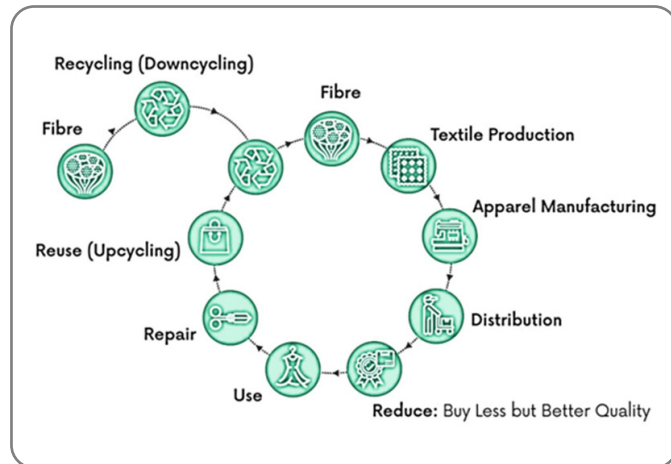 Recycling (Downcycling)
Fibre
Fibre
Textile Production
Apparel Manufacturing
Reuse (Upcycling)
Distribution
Repair
Use
Reduce: Buy Less but Better Quality